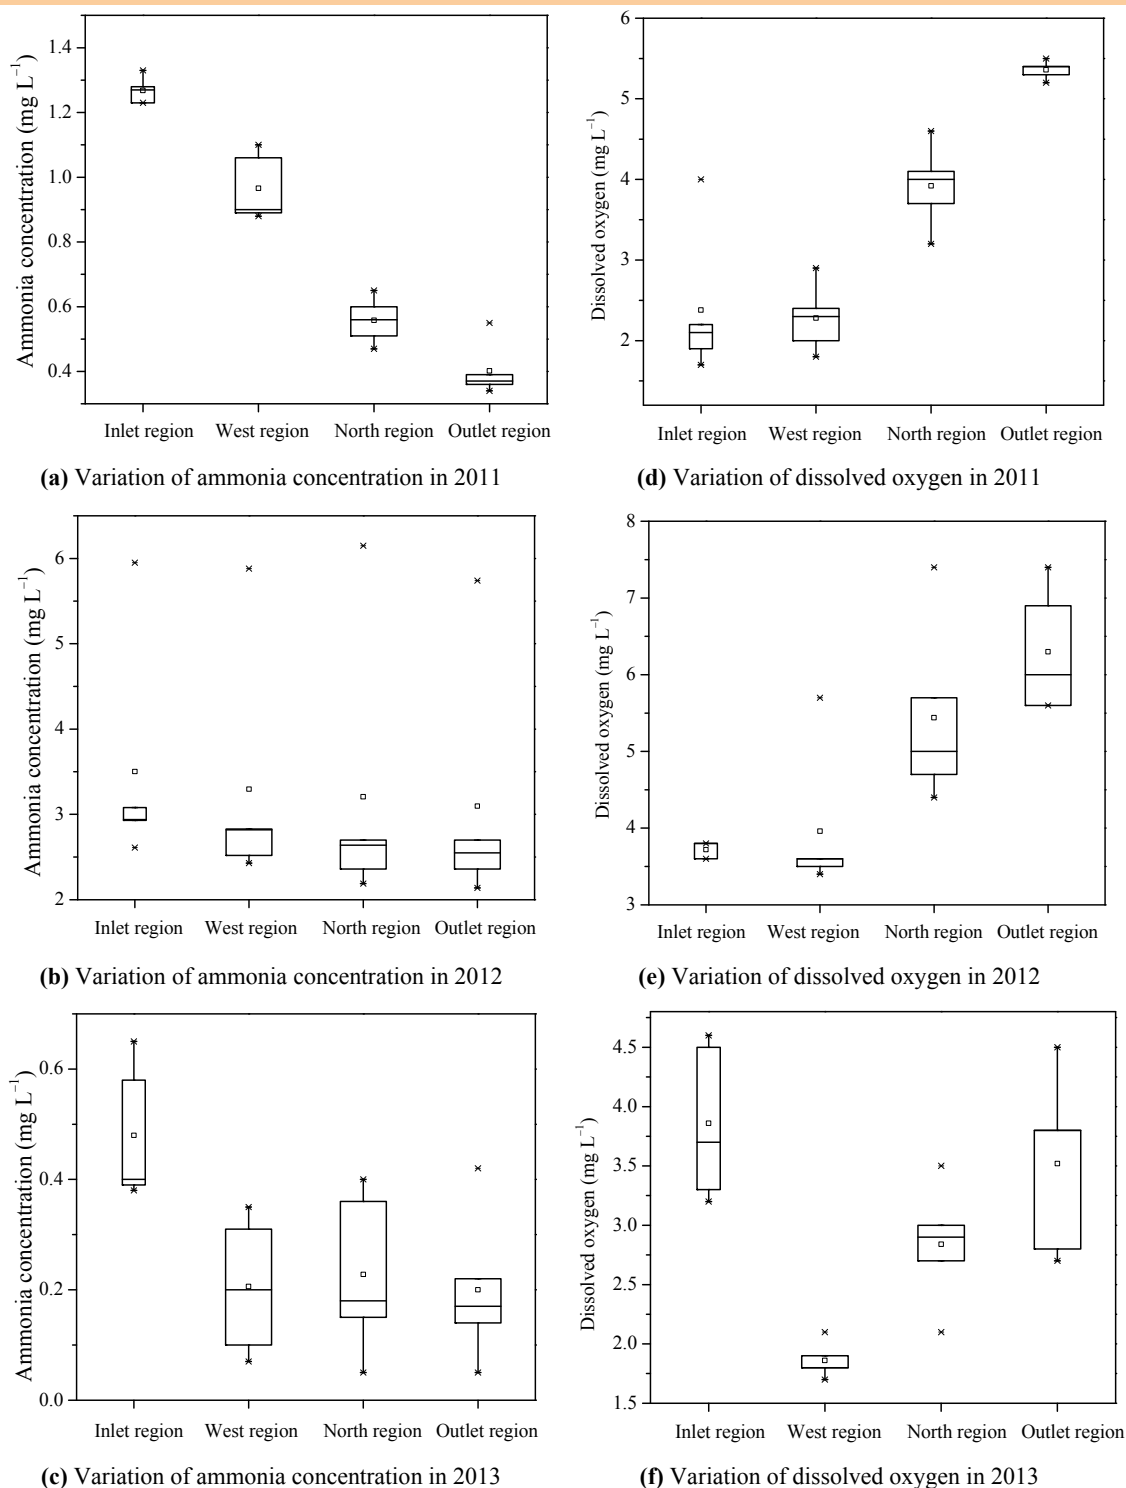 Ammonia concentration (mg L⁻¹)
1.4
1.2
1.0
0.8
0.6
0.4
Inlet region West region North region Outlet region
(a) Variation of ammonia concentration in 2011
Dissolved oxygen (mg L⁻¹)
6
5
4
3
2
Inlet region West region North region Outlet region
(d) Variation of dissolved oxygen in 2011
Ammonia concentration (mg L⁻¹)
6
5
4
3
2
Inlet region West region North region Outlet region
(b) Variation of ammonia concentration in 2012
Dissolved oxygen (mg L⁻¹)
8
7
6
5
4
3
Inlet region West region North region Outlet region
(e) Variation of dissolved oxygen in 2012
Ammonia concentration (mg L⁻¹)
0.6
0.4
0.2
0.0
Inlet region West region North region Outlet region
(c) Variation of ammonia concentration in 2013
Dissolved oxygen (mg L⁻¹)
4.5
4.0
3.5
3.0
2.5
2.0
1.5
Inlet region West region North region Outlet region
(f) Variation of dissolved oxygen in 2013